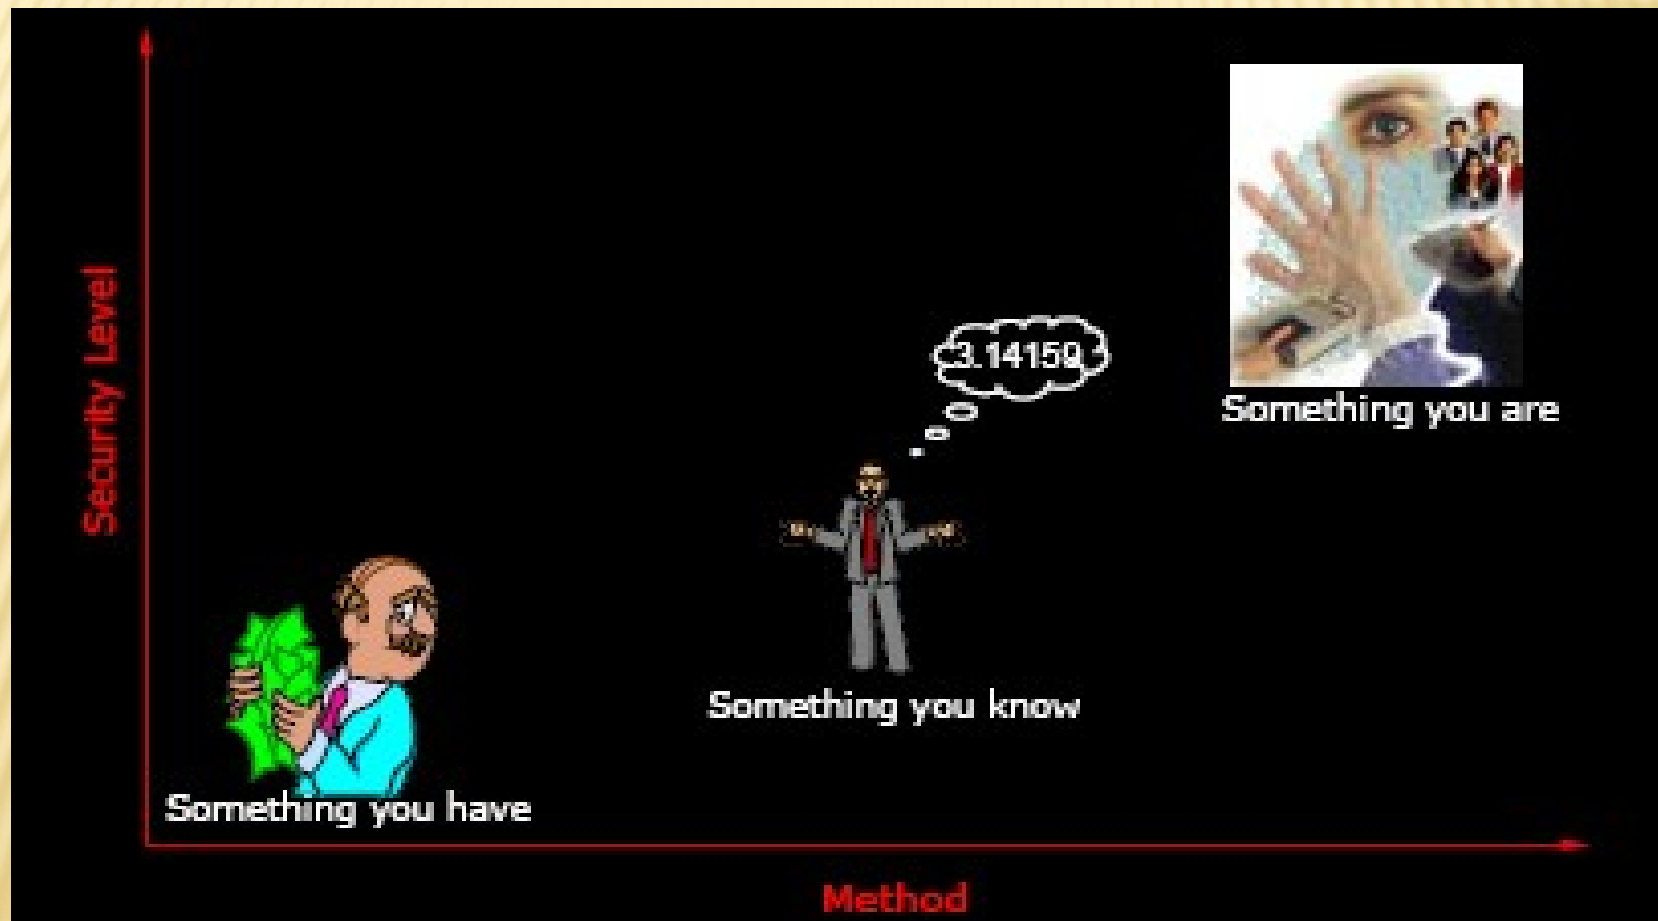 Security Level
3.14159
Something you are
Something you know
Something you have
Method